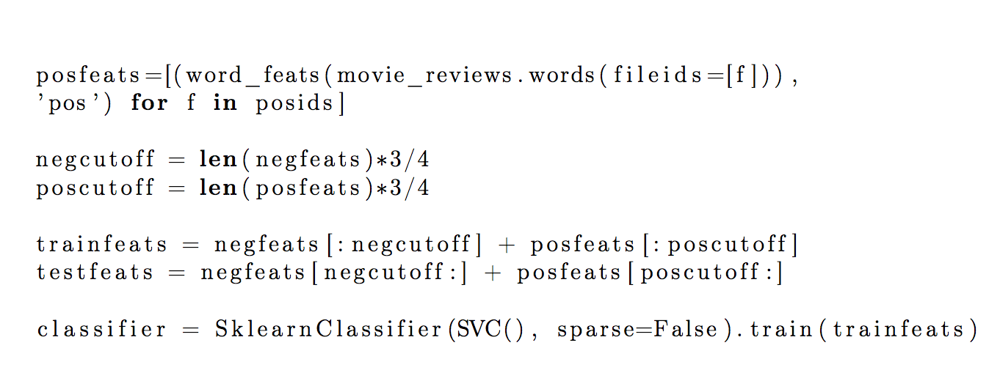 posfeats=[(word_feats(movie_reviews.words(fileids=[f])),
’pos’) for f in posids]
negcutoff = len(negfeats)*3/4
poscutoff = len(posfeats)*3/4
trainfeats = negfeats[:negcutoff] + posfeats[:poscutoff]
testfeats = negfeats[negcutoff:] + posfeats[poscutoff:]
classifier = SklearnClassifier(SVC(), sparse=False).train(trainfeats)